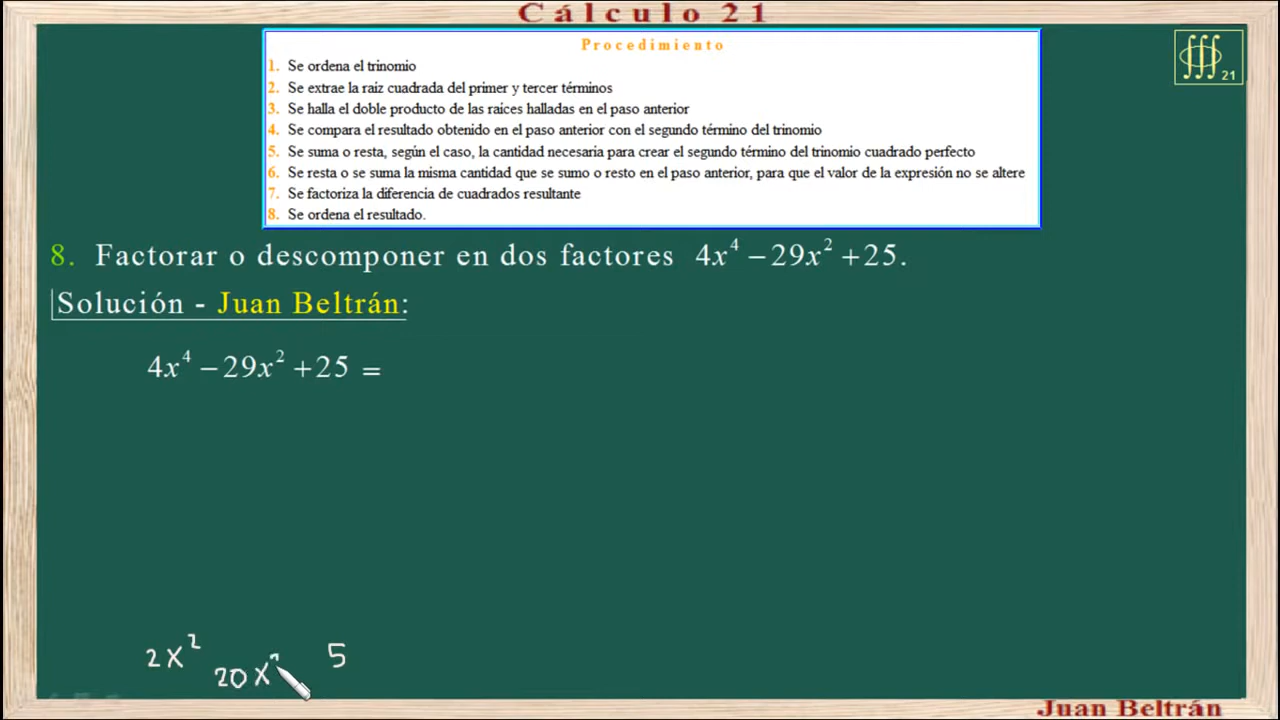 Cálculo 21
Procedimiento
1. Se ordena el trinomio
2. Se extrae la raiz cuadrada del primer y tercer términos
3. Se halla el doble producto de las raices halladas en el paso anterior
4. Se compara el resultado obtenido en el paso anterior con el segundo término del trinomio
5. Se suma o resta, según el caso, la cantidad necesaria para crear el segundo término del trinomio cuadrado perfecto
6. Se resta o se suma la misma cantidad que se sumo o resto en el paso anterior, para que el valor de la expresión no se altere
7. Se factoriza la diferencia de cuadrados resultante
8. Se ordena el resultado.
∫∫∫ 21
8. Factorar o descomponer en dos factores 4x⁴ − 29x² + 25.
Solución - Juan Beltrán:
4x⁴ − 29x² + 25 =
2x² 5
20x²
Juan Beltrán